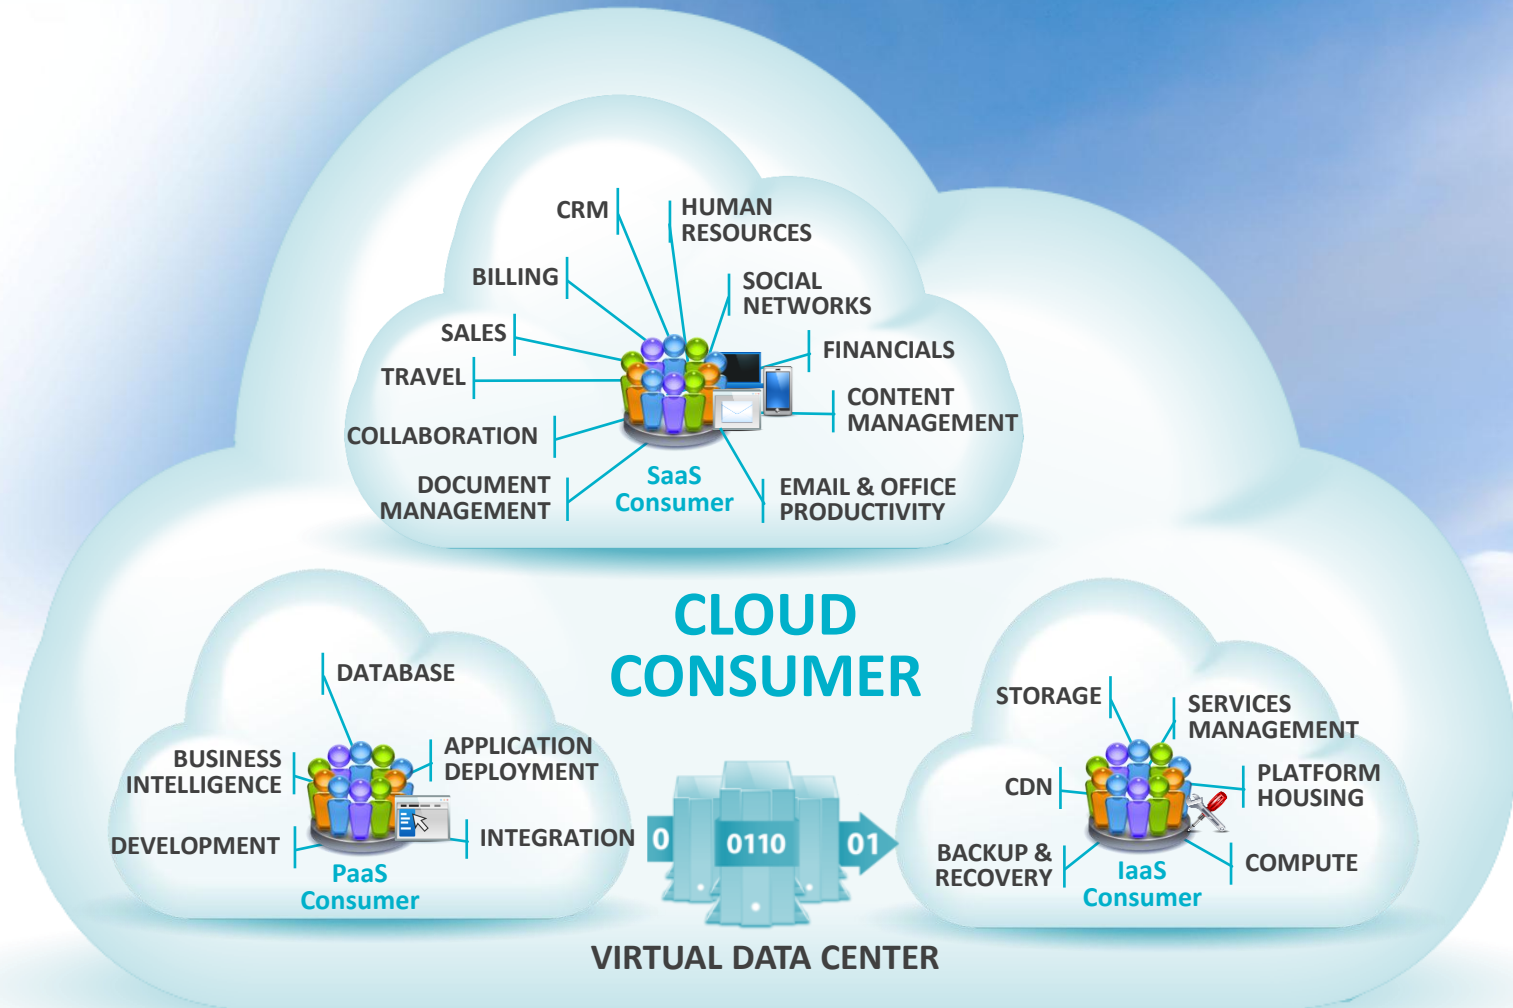 CRM
HUMAN
RESOURCES
BILLING
SOCIAL
NETWORKS
SALES
FINANCIALS
TRAVEL
CONTENT
MANAGEMENT
COLLABORATION
DOCUMENT
MANAGEMENT
SaaS
Consumer
EMAIL & OFFICE
PRODUCTIVITY
CLOUD
CONSUMER
DATABASE
BUSINESS
INTELLIGENCE
APPLICATION
DEPLOYMENT
DEVELOPMENT
INTEGRATION
PaaS
Consumer
0
0110
01
VIRTUAL DATA CENTER
STORAGE
SERVICES
MANAGEMENT
CDN
PLATFORM
HOUSING
BACKUP &
RECOVERY
COMPUTE
IaaS
Consumer